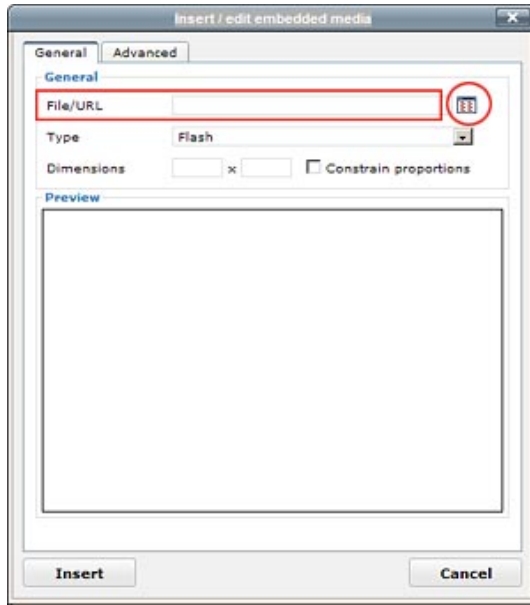 Insert / edit embedded media
General Advanced
General
File/URL
Type Flash
Dimensions x Constrain proportions
Preview
Insert Cancel